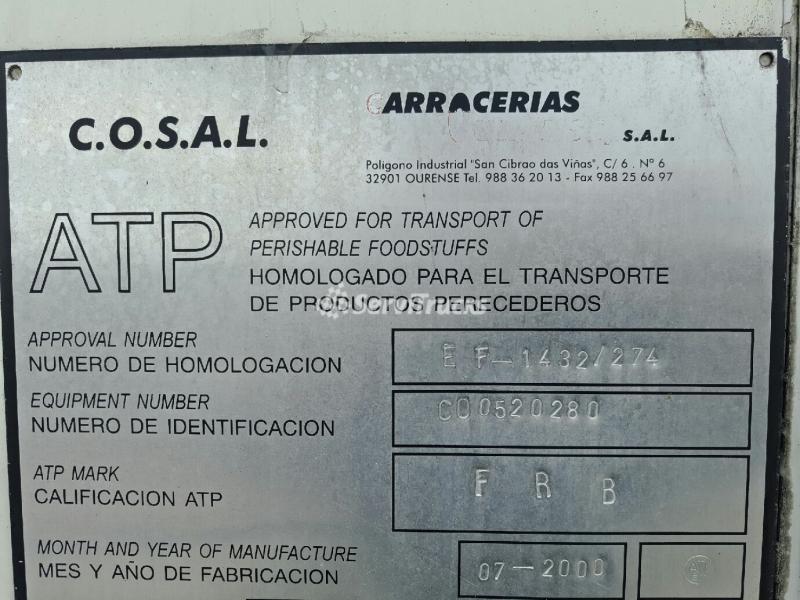 C.O.S.A.L.
CARROCERIAS
S.A.L.
Poligono Industrial "San Cibrao das Viñas", C/ 6 . Nº 6
32901 OURENSE Tel. 988 36 20 13 - Fax 988 25 66 97
ATP
APPROVED FOR TRANSPORT OF
PERISHABLE FOODSTUFFS
HOMOLOGADO PARA EL TRANSPORTE
DE PRODUCTOS PERECEDEROS
APPROVAL NUMBER
NUMERO DE HOMOLOGACION
E F-1432/274
EQUIPMENT NUMBER
NUMERO DE IDENTIFICACION
C00520280
ATP MARK
CALIFICACION ATP
F R B
MONTH AND YEAR OF MANUFACTURE
MES Y AÑO DE FABRICACION
07-2000